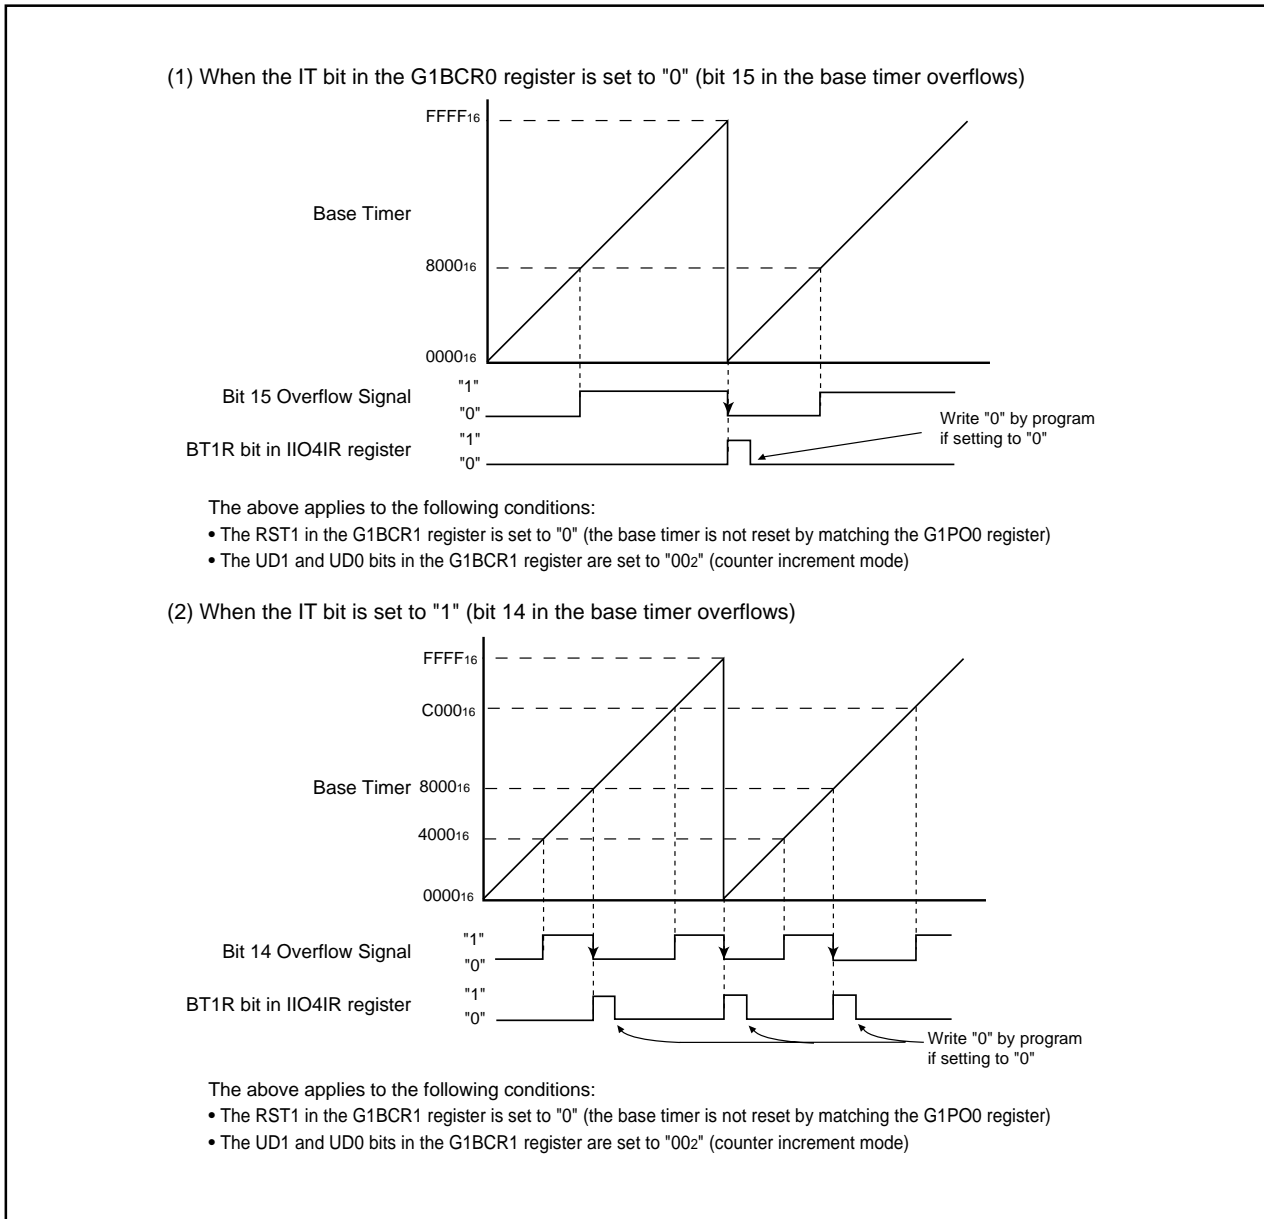 (1) When the IT bit in the G1BCR0 register is set to "0" (bit 15 in the base timer overflows)
FFFF16
Base Timer
800016
000016
Bit 15 Overflow Signal
"1"
"0"
BT1R bit in IIO4IR register
"1"
"0"
Write "0" by program
if setting to "0"
The above applies to the following conditions:
• The RST1 in the G1BCR1 register is set to "0" (the base timer is not reset by matching the G1PO0 register)
• The UD1 and UD0 bits in the G1BCR1 register are set to "002" (counter increment mode)
(2) When the IT bit is set to "1" (bit 14 in the base timer overflows)
FFFF16
C00016
Base Timer
800016
400016
000016
Bit 14 Overflow Signal
"1"
"0"
BT1R bit in IIO4IR register
"1"
"0"
Write "0" by program
if setting to "0"
The above applies to the following conditions:
• The RST1 in the G1BCR1 register is set to "0" (the base timer is not reset by matching the G1PO0 register)
• The UD1 and UD0 bits in the G1BCR1 register are set to "002" (counter increment mode)